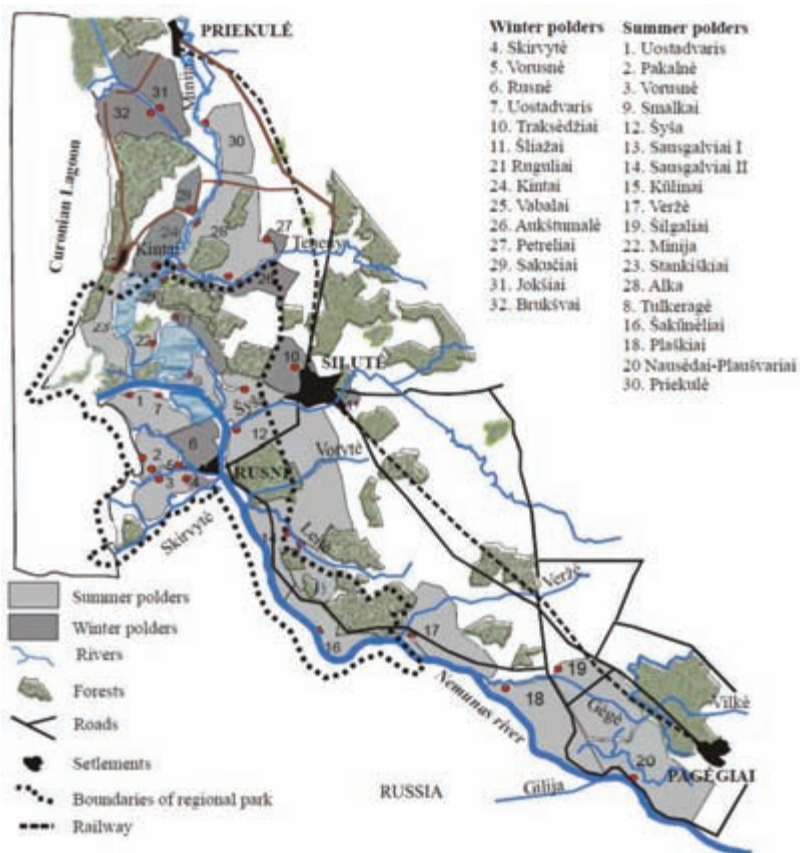 PRIEKULĖ
Minija
Curonian Lagoon
32
31
30
24
Kintai
26
27
Tenenys
23
22
10
ŠILUTĖ
1
7
Šyša
12
6
2
5
3
4
RUSNĖ
Vorytė
Skirvytė
Leitė
16
17
Veržė
Nemunas river
18
19
Gėgė
Vilkė
20
PAGĖGIAI
Gilija
RUSSIA
Winter polders
4. Skirvytė
5. Vorusnė
6. Rusnė
7. Uostadvaris
10. Traksėdžiai
11. Šliažai
21 Ruguliai
24. Kintai
25. Vabalai
26. Aukštumalė
27. Petreliai
29. Sakučiai
31. Jokšiai
32. Brukšvai
Summer polders
1. Uostadvaris
2. Pakalnė
3. Vorusnė
9. Smalkai
12. Šyša
13. Sausgalviai I
14. Sausgalviai II
15. Kūlinai
17. Veržė
19. Šilgaliai
22. Minija
23. Stankiškiai
28. Alka
8. Tulkeragė
16. Šakūnėliai
18. Plaškiai
20 Nausėdai-Plaušvariai
30. Priekulė
Summer polders
Winter polders
Rivers
Forests
Roads
Setlements
Boundaries of regional park
Railway